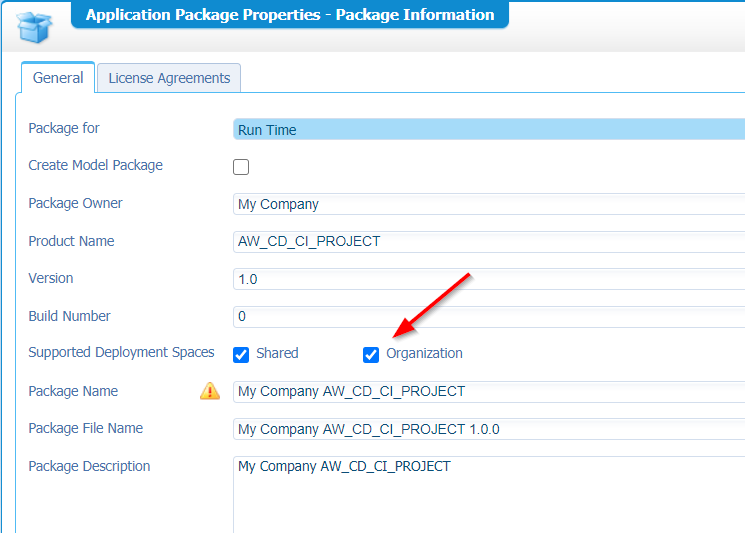 Application Package Properties - Package Information
General License Agreements
Package for Run Time
Create Model Package
Package Owner My Company
Product Name AW_CD_CI_PROJECT
Version 1.0
Build Number 0
Supported Deployment Spaces Shared Organization
Package Name My Company AW_CD_CI_PROJECT
Package File Name My Company AW_CD_CI_PROJECT 1.0.0
Package Description My Company AW_CD_CI_PROJECT